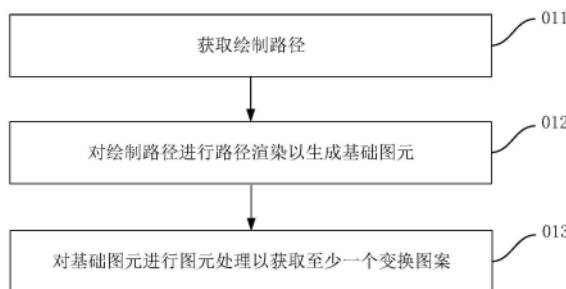 获取绘制路径
011
对绘制路径进行路径渲染以生成基础图元
012
对基础图元进行图元处理以获取至少一个变换图案
013